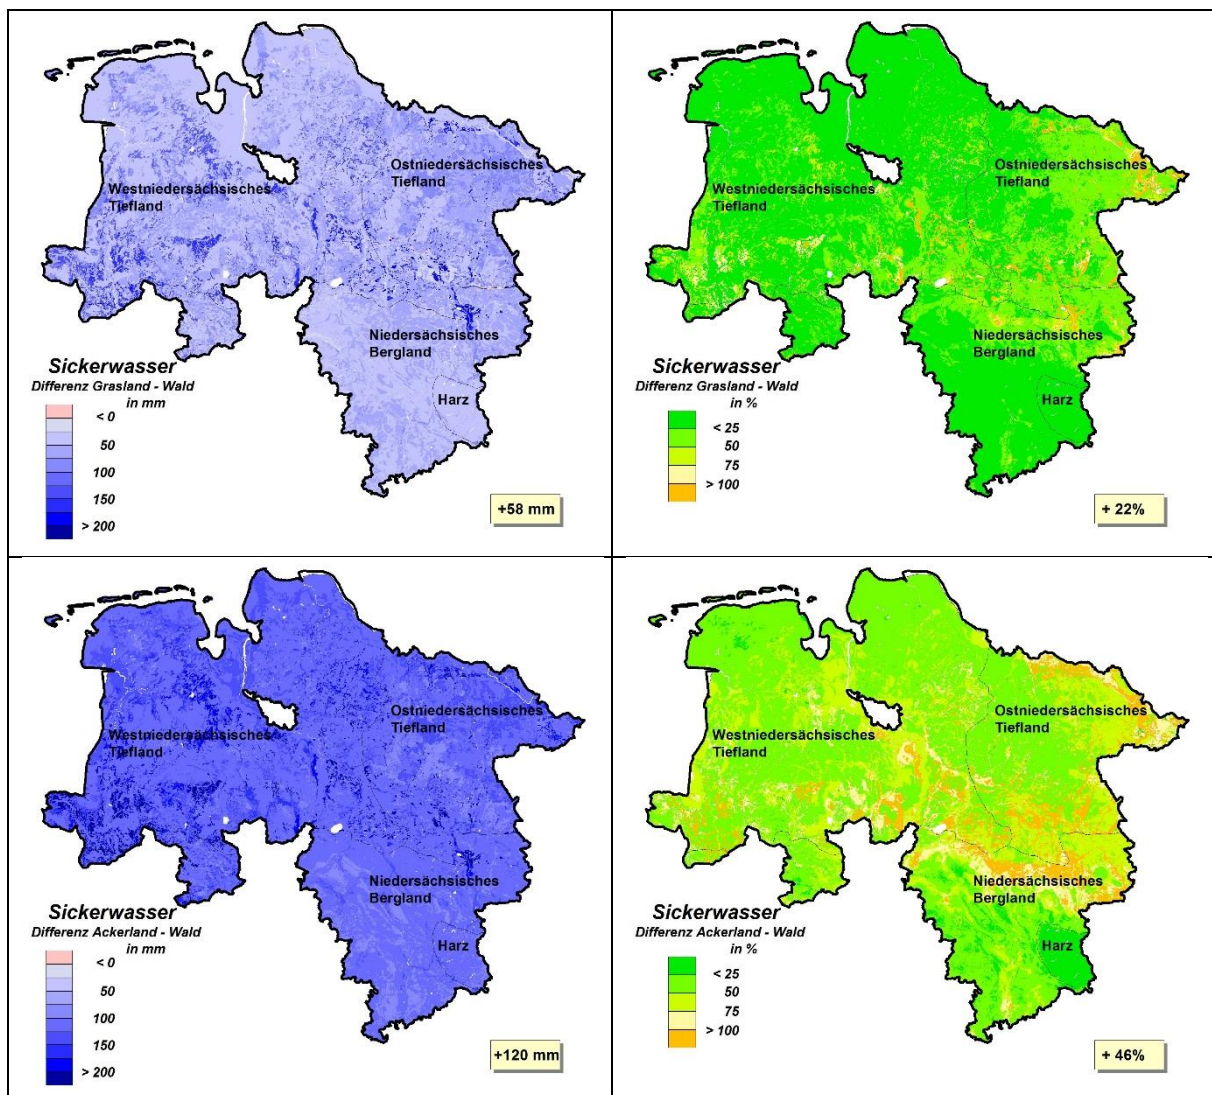 Ostniedersächsisches
Tiefland
Westniedersächsisches
Tiefland
Niedersächsisches
Bergland
Harz
Sickerwasser
Differenz Grasland - Wald
in mm
< 0
50
100
150
> 200
+58 mm
Ostniedersächsisches
Tiefland
Westniedersächsisches
Tiefland
Niedersächsisches
Bergland
Harz
Sickerwasser
Differenz Grasland - Wald
in %
< 25
50
75
> 100
+ 22%
Ostniedersächsisches
Tiefland
Westniedersächsisches
Tiefland
Niedersächsisches
Bergland
Harz
Sickerwasser
Differenz Ackerland - Wald
in mm
< 0
50
100
150
> 200
+120 mm
Ostniedersächsisches
Tiefland
Westniedersächsisches
Tiefland
Niedersächsisches
Bergland
Harz
Sickerwasser
Differenz Ackerland - Wald
in %
< 25
50
75
> 100
+ 46%